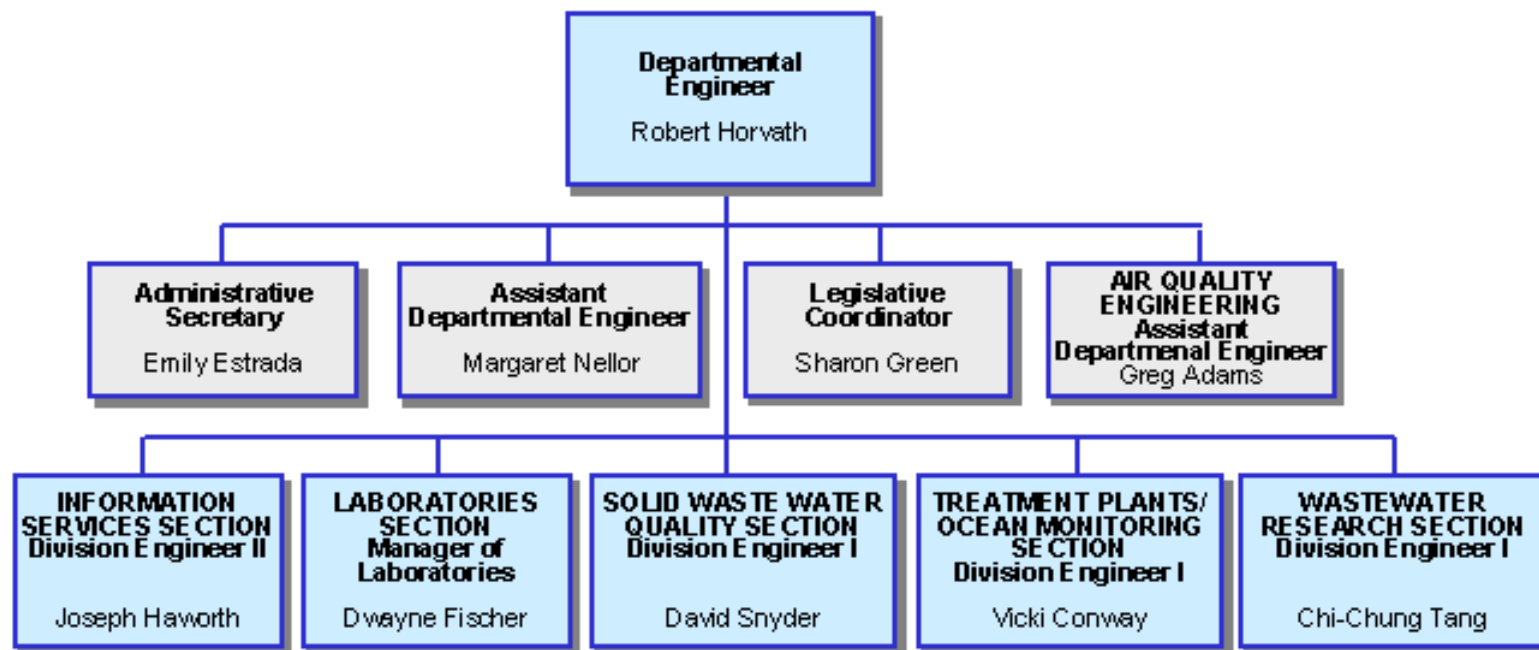 Departmental
Engineer
Robert Horvath
Administrative
Secretary
Emily Estrada
Assistant
Departmental Engineer
Margaret Nellor
Legislative
Coordinator
Sharon Green
AIR QUALITY
ENGINEERING
Assistant
Departmenal Engineer
Greg Adams
INFORMATION
SERVICES SECTION
Division Engineer II
Joseph Haworth
LABORATORIES
SECTION
Manager of
Laboratories
Dwayne Fischer
SOLID WASTE WATER
QUALITY SECTION
Division Engineer I
David Snyder
TREATMENT PLANTS/
OCEAN MONITORING
SECTION
Division Engineer I
Vicki Conway
WASTEWATER
RESEARCH SECTION
Division Engineer I
Chi-Chung Tang